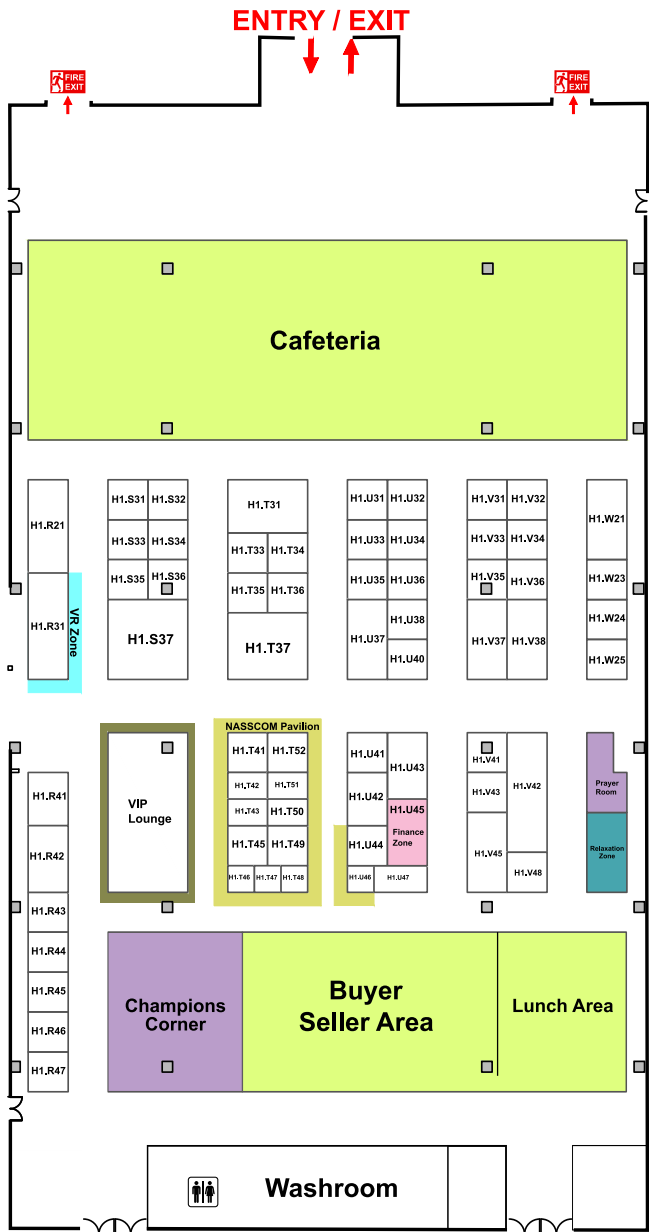 ENTRY / EXIT
FIRE
EXIT
FIRE
EXIT
Cafeteria
H1.R21
H1.R31
VR Zone
H1.S31
H1.S32
H1.S33
H1.S34
H1.S35
H1.S36
H1.S37
H1.T31
H1.T33
H1.T34
H1.T35
H1.T36
H1.T37
H1.U31
H1.U32
H1.U33
H1.U34
H1.U35
H1.U36
H1.U37
H1.U38
H1.U40
H1.V31
H1.V32
H1.V33
H1.V34
H1.V35
H1.V36
H1.V37
H1.V38
H1.W21
H1.W23
H1.W24
H1.W25
H1.R41
H1.R42
H1.R43
H1.R44
H1.R45
H1.R46
H1.R47
VIP
Lounge
NASSCOM Pavilion
H1.T41
H1.T52
H1.T42
H1.T51
H1.T43
H1.T50
H1.T45
H1.T49
H1.T46
H1.T47
H1.T48
H1.U41
H1.U43
H1.U42
H1.U45
Finance
Zone
H1.U44
H1.U46
H1.U47
H1.V41
H1.V42
H1.V43
H1.V45
H1.V48
Prayer
Room
Relaxation
Zone
Champions
Corner
Buyer
Seller Area
Lunch Area
Washroom